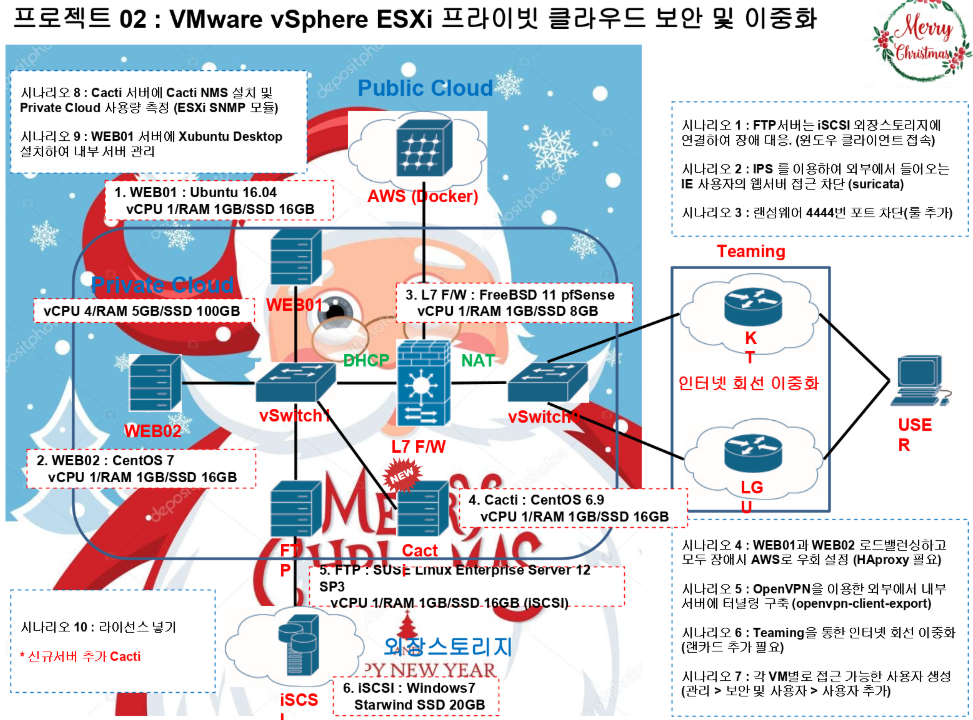 프로젝트 02 : VMware vSphere ESXi 프라이빗 클라우드 보안 및 이중화
Merry
Christmas
시나리오 8 : Cacti 서버에 Cacti NMS 설치 및
Private Cloud 사용량 측정 (ESXi SNMP 모듈)
시나리오 9 : WEB01 서버에 Xubuntu Desktop
설치하여 내부 서버 관리
Public Cloud
AWS (Docker)
시나리오 1 : FTP서버는 iSCSI 외장스토리지에
연결하여 장애 대응. (윈도우 클라이언트 접속)
시나리오 2 : IPS 를 이용하여 외부에서 들어오는
IE 사용자의 웹서버 접근 차단 (suricata)
시나리오 3 : 랜섬웨어 4444번 포트 차단(룰 추가)
1. WEB01 : Ubuntu 16.04
vCPU 1/RAM 1GB/SSD 16GB
Private Cloud
vCPU 4/RAM 5GB/SSD 100GB
WEB01
3. L7 F/W : FreeBSD 11 pfSense
vCPU 1/RAM 1GB/SSD 8GB
Teaming
K
T
인터넷 회선 이중화
LG
U
USE
R
DHCP
NAT
WEB02
vSwitch1
L7 F/W
vSwitch
2. WEB02 : CentOS 7
vCPU 1/RAM 1GB/SSD 16GB
NEW
4. Cacti : CentOS 6.9
vCPU 1/RAM 1GB/SSD 16GB
FT
P
Cact
MERRY
CHRISTMAS
5. FTP : SUSE Linux Enterprise Server 12
SP3
vCPU 1/RAM 1GB/SSD 16GB (iSCSI)
시나리오 4 : WEB01과 WEB02 로드밸런싱하고
모두 장애시 AWS로 우회 설정 (HAproxy 필요)
시나리오 5 : OpenVPN을 이용한 외부에서 내부
서버에 터널링 구축 (openvpn-client-export)
시나리오 6 : Teaming을 통한 인터넷 회선 이중화
(랜카드 추가 필요)
시나리오 7 : 각 VM별로 접근 가능한 사용자 생성
(관리 > 보안 및 사용자 > 사용자 추가)
시나리오 10 : 라이선스 넣기
* 신규서버 추가 Cacti
외장스토리지
PY NEW YEAR
iSCS
I
6. iSCSI : Windows7
Starwind SSD 20GB